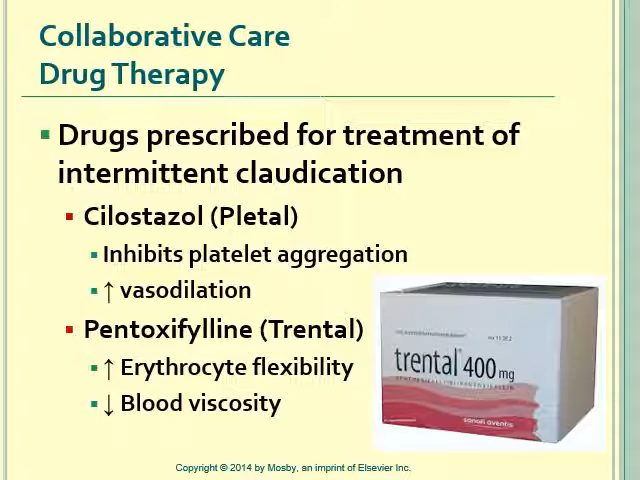 Collaborative Care
Drug Therapy
Drugs prescribed for treatment of
intermittent claudication
Cilostazol (Pletal)
Inhibits platelet aggregation
↑ vasodilation
Pentoxifylline (Trental)
↑ Erythrocyte flexibility
↓ Blood viscosity
trental® 400 mg
sanofi aventis
Copyright © 2014 by Mosby, an imprint of Elsevier Inc.